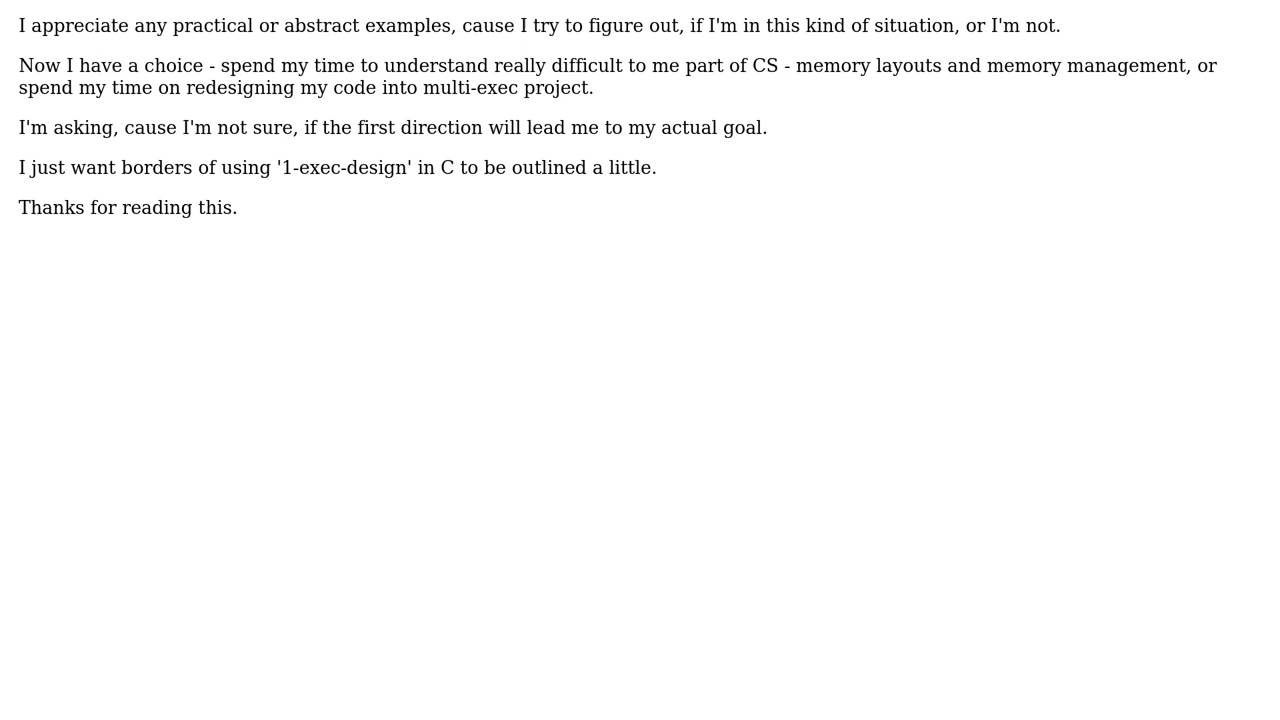 I appreciate any practical or abstract examples, cause I try to figure out, if I'm in this kind of situation, or I'm not.
Now I have a choice - spend my time to understand really difficult to me part of CS - memory layouts and memory management, or
spend my time on redesigning my code into multi-exec project.
I'm asking, cause I'm not sure, if the first direction will lead me to my actual goal.
I just want borders of using '1-exec-design' in C to be outlined a little.
Thanks for reading this.